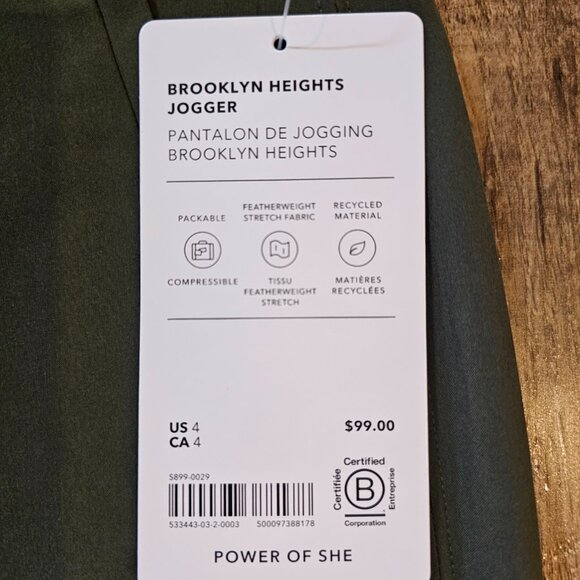 BROOKLYN HEIGHTS
JOGGER
PANTALON DE JOGGING
BROOKLYN HEIGHTS
PACKABLE
FEATHERWEIGHT
STRETCH FABRIC
RECYCLED
MATERIAL
COMPRESSIBLE
TISSU
FEATHERWEIGHT
STRETCH
MATIÈRES
RECYCLÉES
US 4
CA 4
$99.00
S899-0029
533443-03-2-0003 S00097388178
Certified
Certifiée
B
Entreprise
Corporation
POWER OF SHE